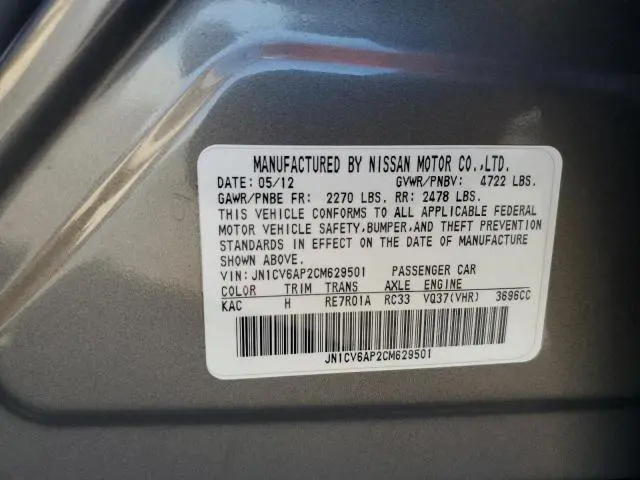 MANUFACTURED BY NISSAN MOTOR CO.,LTD.
DATE: 05/12 GVWR/PNBV: 4722 LBS.
GAWR/PNBE FR: 2270 LBS. RR: 2478 LBS.
THIS VEHICLE CONFORMS TO ALL APPLICABLE FEDERAL
MOTOR VEHICLE SAFETY,BUMPER,AND THEFT PREVENTION
STANDARDS IN EFFECT ON THE DATE OF MANUFACTURE
SHOWN ABOVE.
VIN: JN1CV6AP2CM629501 PASSENGER CAR
COLOR TRIM TRANS AXLE ENGINE
KAC H RE7R01A RC33 VQ37(VHR) 3696CC
JN1CV6AP2CM629501